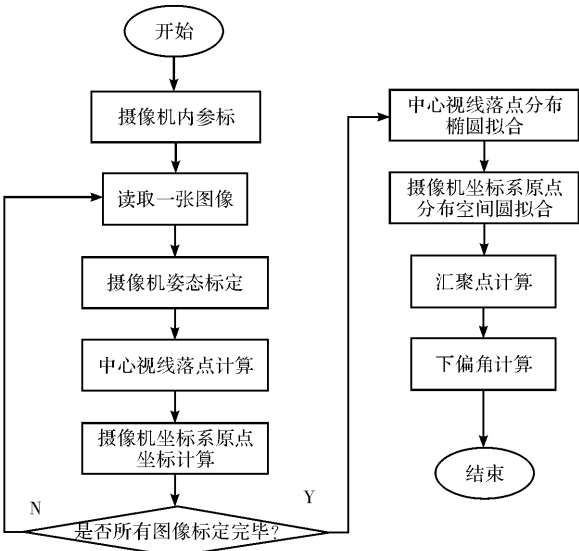 开始
摄像机内参标
读取一张图像
摄像机姿态标定
中心视线落点计算
摄像机坐标系原点
坐标计算
N
Y
是否所有图像标定完毕?
中心视线落点分布
椭圆拟合
摄像机坐标系原点
分布空间圆拟合
汇聚点计算
下偏角计算
结束